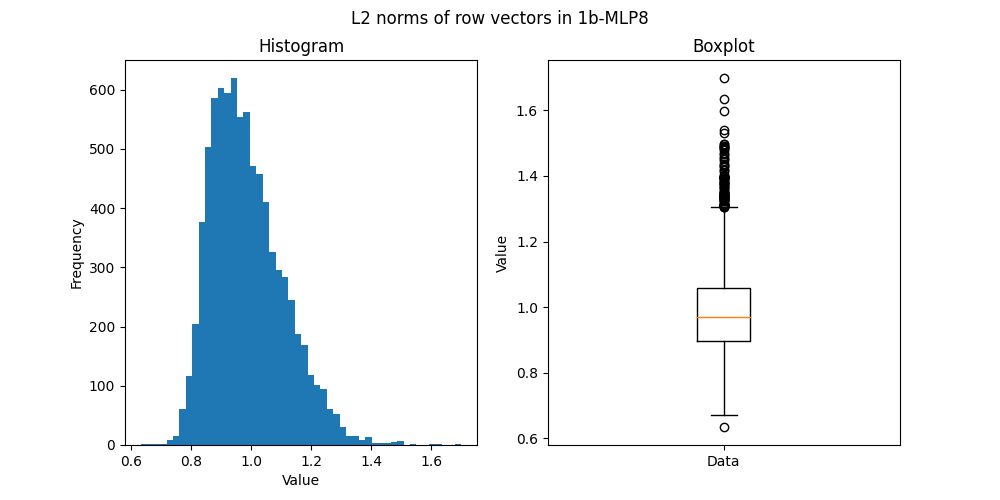 L2 norms of row vectors in 1b-MLP8
Histogram
Frequency
600
500
400
300
200
100
0
0.6 0.8 1.0 1.2 1.4 1.6
Value
Boxplot
Value
1.6
1.4
1.2
1.0
0.8
0.6
Data